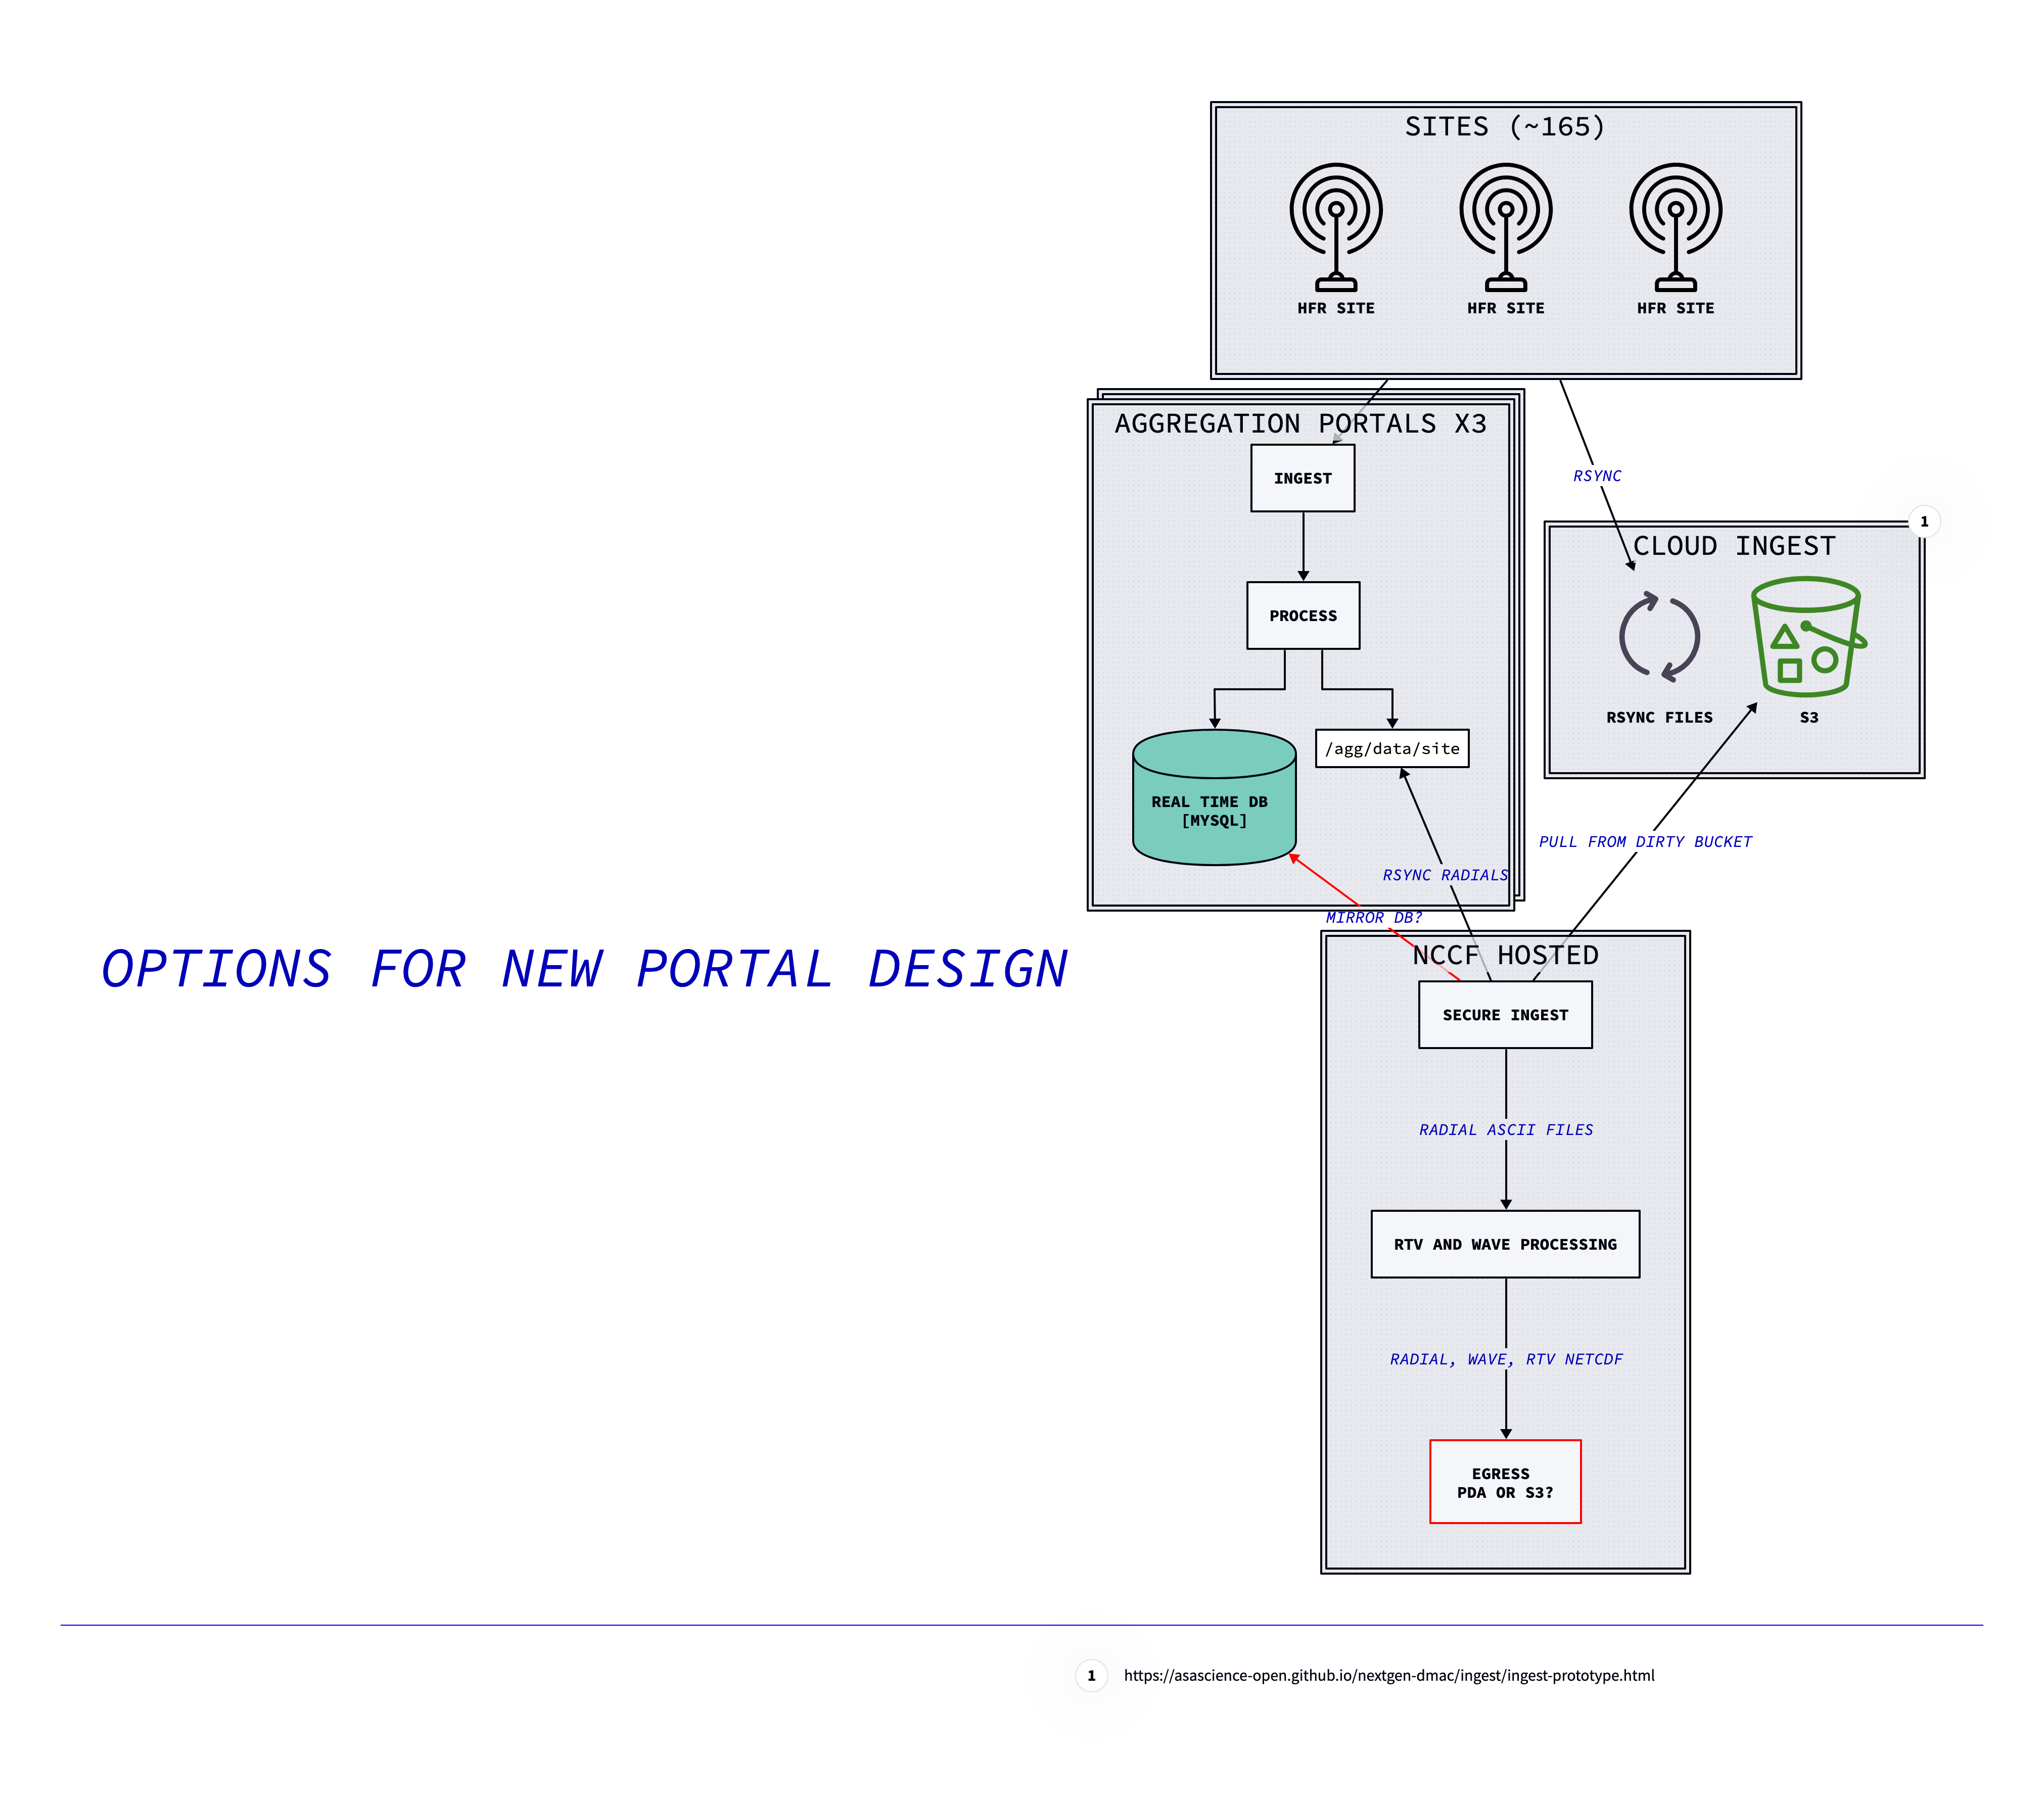 SITES (~165)
HFR SITE
HFR SITE
HFR SITE
AGGREGATION PORTALS X3
INGEST
PROCESS
REAL TIME DB
[MYSQL]
/agg/data/site
RSYNC
1
CLOUD INGEST
RSYNC FILES
S3
PULL FROM DIRTY BUCKET
RSYNC RADIALS
MIRROR DB?
OPTIONS FOR NEW PORTAL DESIGN
NCCF HOSTED
SECURE INGEST
RADIAL ASCII FILES
RTV AND WAVE PROCESSING
RADIAL, WAVE, RTV NETCDF
EGRESS
PDA OR S3?
1 https://asascience-open.github.io/nextgen-dmac/ingest/ingest-prototype.html